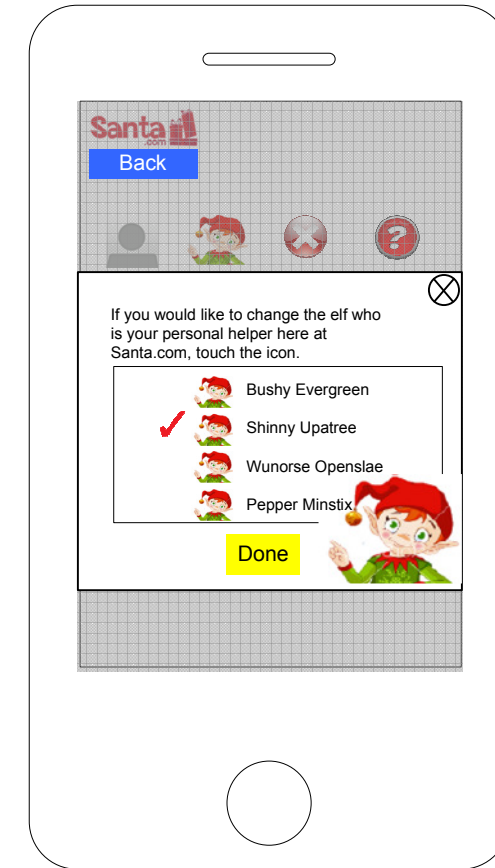 Santa
.com
Back
?
If you would like to change the elf who
is your personal helper here at
Santa.com, touch the icon.
Bushy Evergreen
Shinny Upatree
Wunorse Openslae
Pepper Minstix
Done